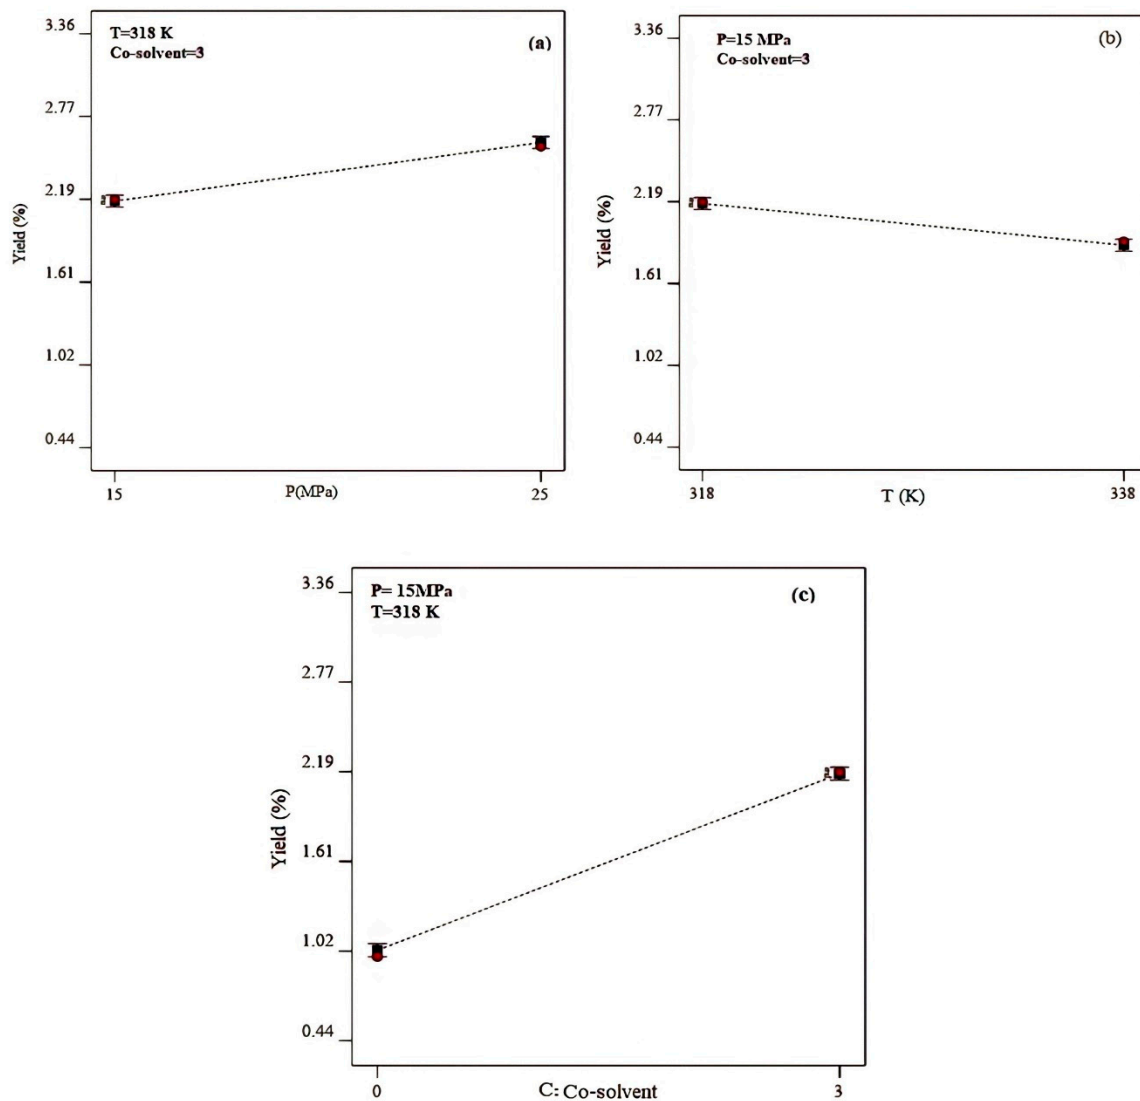 T=318 K
Co-solvent=3
(a)
3.36
2.77
2.19
1.61
1.02
0.44
Yield (%)
15
P(MPa)
25
P=15 MPa
Co-solvent=3
(b)
3.36
2.77
2.19
1.61
1.02
0.44
Yield (%)
318
T (K)
338
P= 15MPa
T=318 K
(c)
3.36
2.77
2.19
1.61
1.02
0.44
Yield (%)
0
C: Co-solvent
3